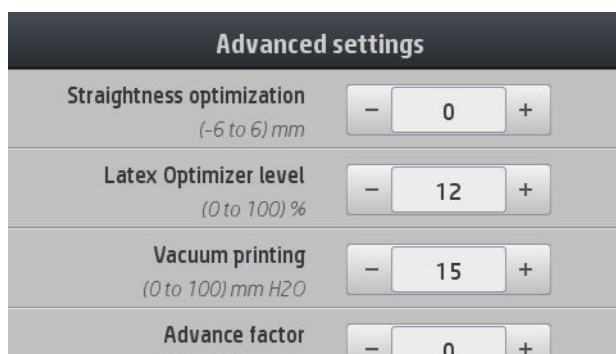 Advanced settings
Straightness optimization
(-6 to 6) mm
− 0 +
Latex Optimizer level
(0 to 100) %
− 12 +
Vacuum printing
(0 to 100) mm H2O
− 15 +
Advance factor
− 0 +